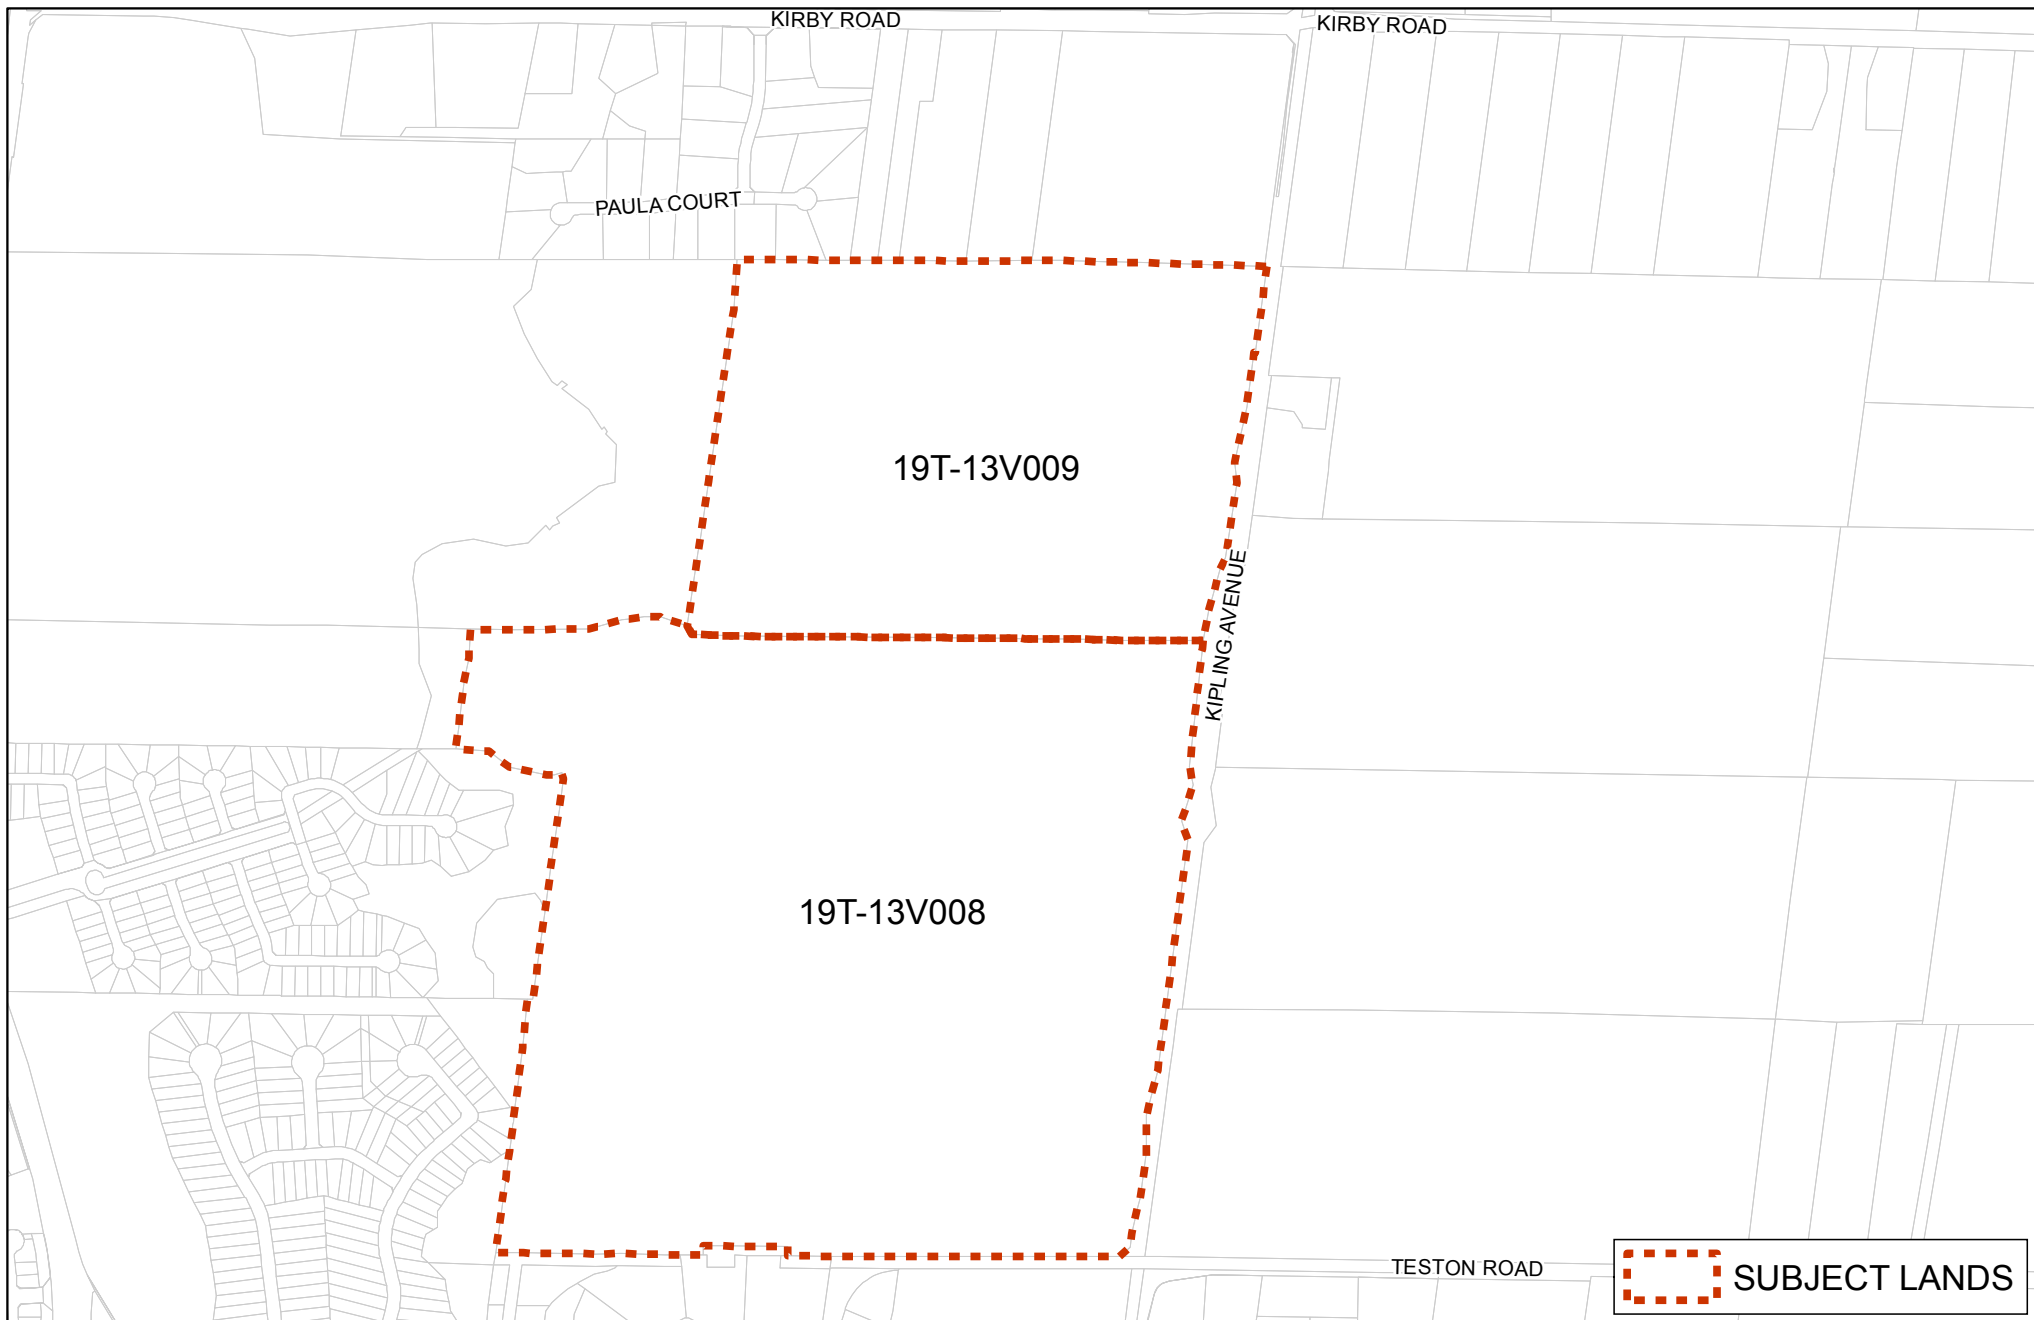 KIRBY ROAD
KIRBY ROAD
PAULA COURT
19T-13V009
KIPLING AVENUE
19T-13V008
TESTON ROAD
SUBJECT LANDS